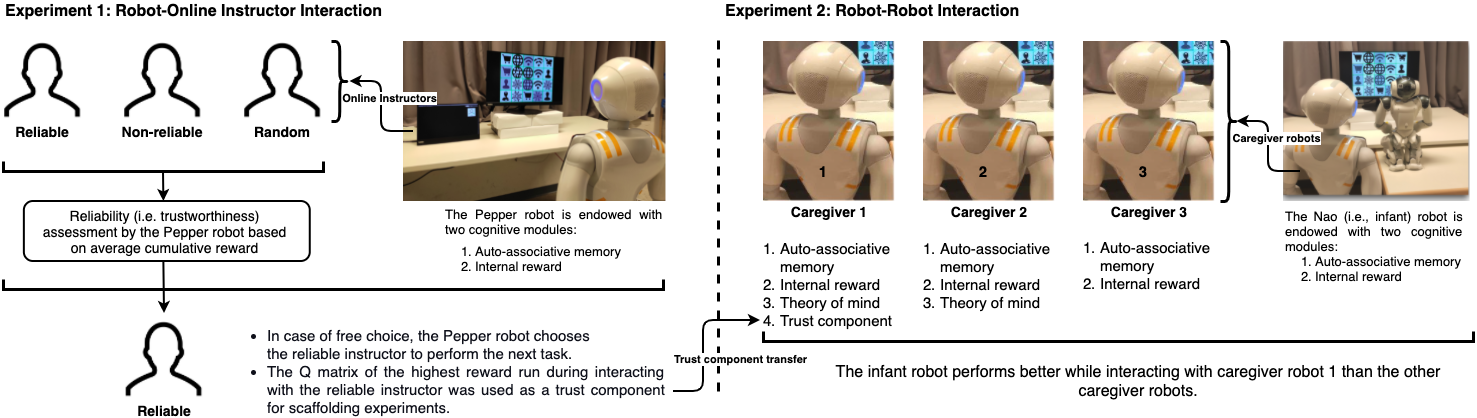 Experiment 1: Robot-Online Instructor Interaction
Reliable
Non-reliable
Random
Online Instructors
Reliability (i.e. trustworthiness)
assessment by the Pepper robot based
on average cumulative reward
The Pepper robot is endowed with
two cognitive modules:
1. Auto-associative memory
2. Internal reward
Reliable
• In case of free choice, the Pepper robot chooses
the reliable instructor to perform the next task.
• The Q matrix of the highest reward run during interacting
with the reliable instructor was used as a trust component
for scaffolding experiments.
Trust component transfer
Experiment 2: Robot-Robot Interaction
1
2
3
Caregiver 1
Caregiver 2
Caregiver 3
Caregiver robots
1. Auto-associative
memory
2. Internal reward
3. Theory of mind
4. Trust component
1. Auto-associative
memory
2. Internal reward
3. Theory of mind
1. Auto-associative
memory
2. Internal reward
The Nao (i.e., infant) robot is
endowed with two cognitive
modules:
1. Auto-associative memory
2. Internal reward
The infant robot performs better while interacting with caregiver robot 1 than the other
caregiver robots.